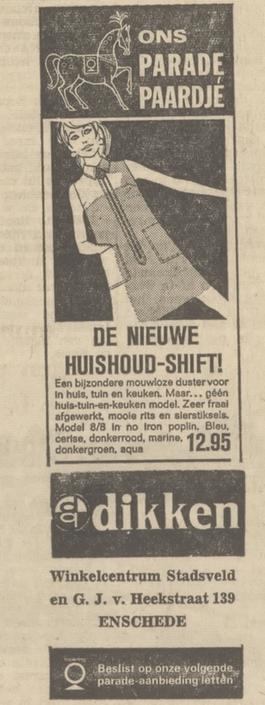 ONS
PARADE
PAARDJE
DE NIEUWE
HUISHOUD-SHIFT!
Een bijzondere mouwloze duster voor
in huis, tuin en keuken. Maar... géén
huis-tuin-en-keuken model. Zeer fraai
afgewerkt, mooie rits en sierstiksels.
Model 8/8 in no iron poplin. Bleu,
cerise, donkerrood, marine,
donkergroen, aqua 12.95
dikken
Winkelcentrum Stadsveld
en G. J. v. Heekstraat 139
ENSCHEDE
Beslist op onze volgende
parade-aanbieding letten